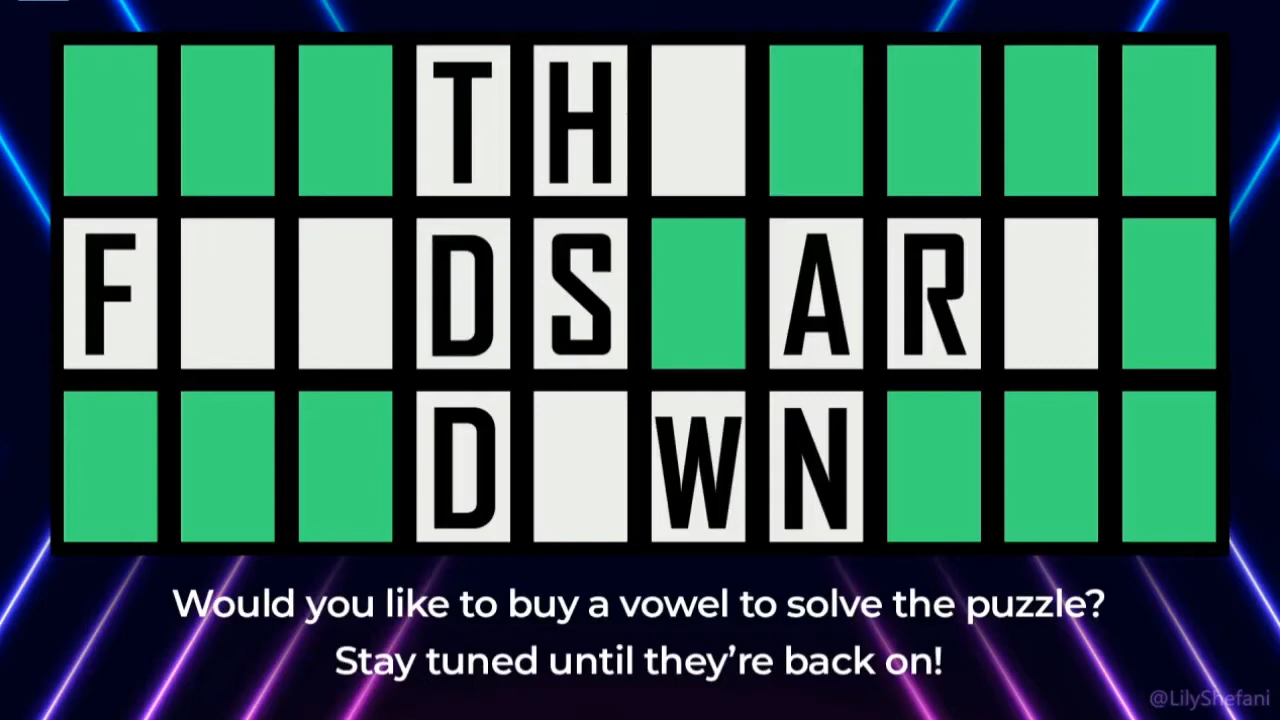 TH
F DS AR
D WN
Would you like to buy a vowel to solve the puzzle?
Stay tuned until they're back on!
@LilyShefani